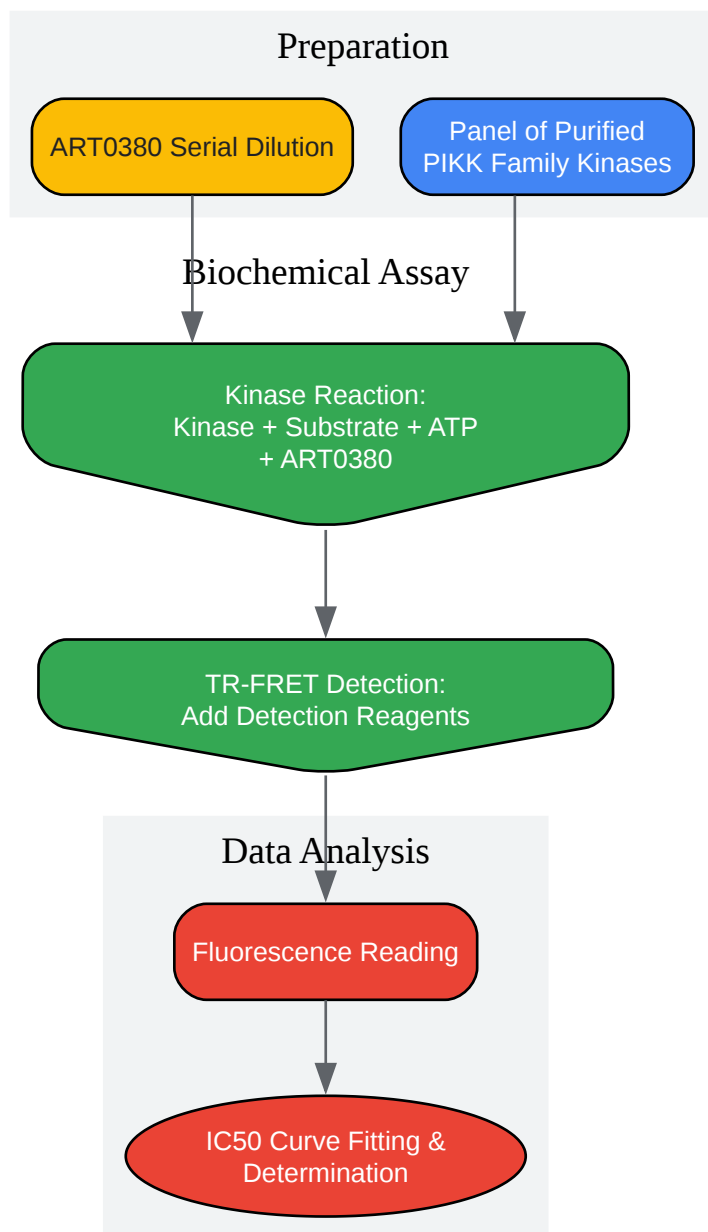 Preparation
ART0380 Serial Dilution
Panel of Purified
PIKK Family Kinases
Biochemical Assay
Kinase Reaction:
Kinase + Substrate + ATP
+ ART0380
TR-FRET Detection:
Add Detection Reagents
Data Analysis
Fluorescence Reading
IC50 Curve Fitting &
Determination